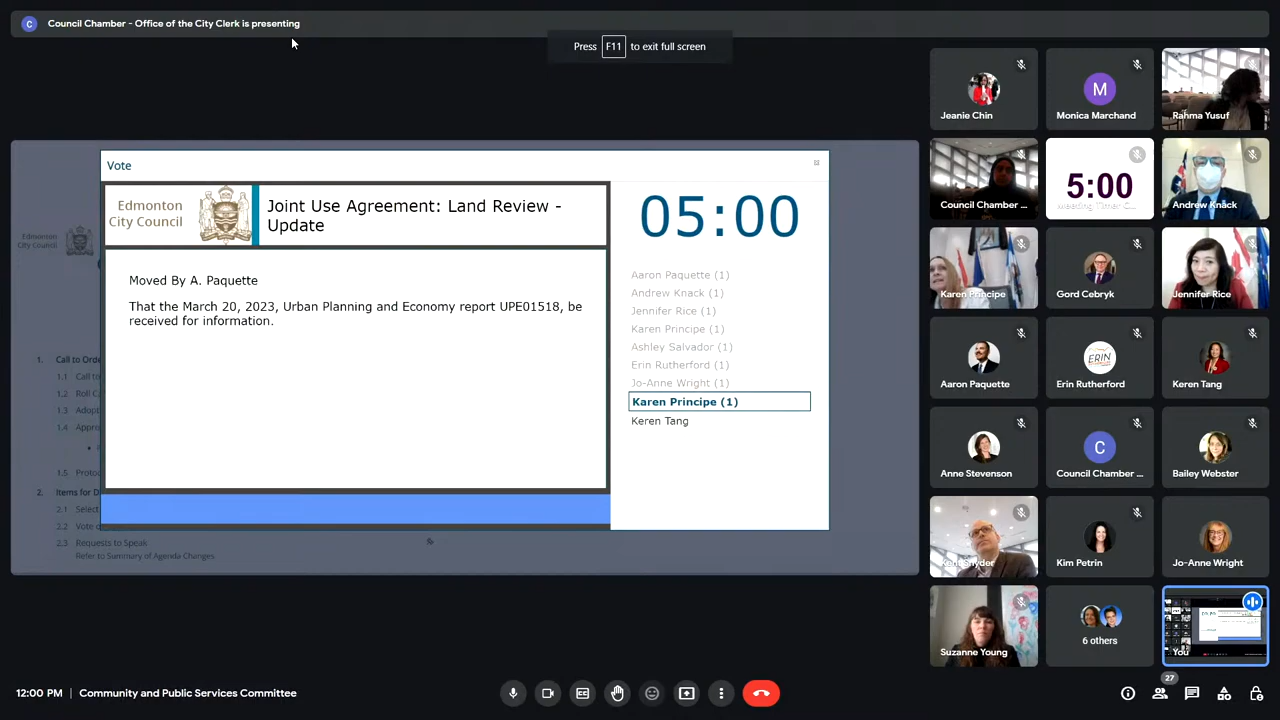 C Council Chamber - Office of the City Clerk is presenting
Press F11 to exit full screen
Vote
Edmonton
City Council
Joint Use Agreement: Land Review -
Update
Moved By A. Paquette
That the March 20, 2023, Urban Planning and Economy report UPE01518, be
received for information.
05:00
Aaron Paquette (1)
Andrew Knack (1)
Jennifer Rice (1)
Karen Principe (1)
Ashley Salvador (1)
Erin Rutherford (1)
Jo-Anne Wright (1)
Karen Principe (1)
Keren Tang
Edmonton
City Council
1. Call to Orde
1.1 Call to
1.2 Roll C
1.3 Adopt
1.4 Appro
1.5 Proto
2. Items for D
2.1 Select
2.2 Vote o
2.3 Requests to Speak
Refer to Summary of Agenda Changes
Jeanie Chin
M
Monica Marchand
Rahma Yusuf
Council Chamber ...
5:00
Meeting Timer C...
Andrew Knack
Karen Principe
Gord Cebryk
Jennifer Rice
Aaron Paquette
ERIN
Erin Rutherford
Keren Tang
Anne Stevenson
C
Council Chamber ...
Bailey Webster
Kim Petrin
Jo-Anne Wright
Suzanne Young
6 others
You
12:00 PM | Community and Public Services Committee
27